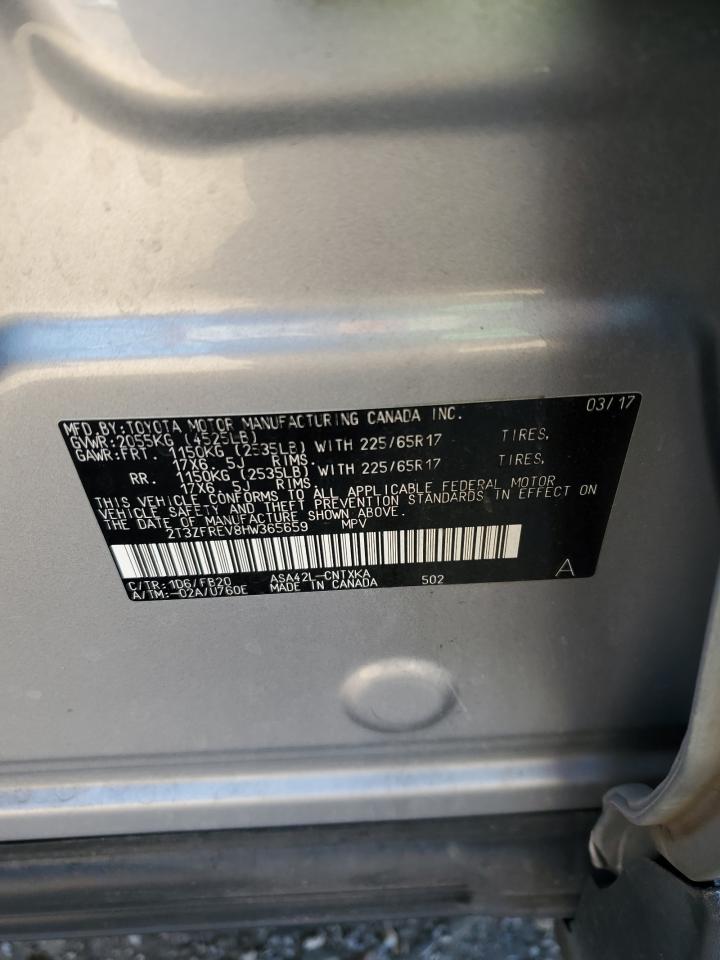 MFD.BY:TOYOTA MOTOR MANUFACTURING CANADA INC. 03/17
GVWR:2055KG (4525LB)
GAWR:FRT. 1150KG (2535LB) WITH 225/65R17 TIRES,
17X6.5J RIMS
RR. 1150KG (2535LB) WITH 225/65R17 TIRES,
17X6.5J RIMS
THIS VEHICLE CONFORMS TO ALL APPLICABLE FEDERAL MOTOR
VEHICLE SAFETY AND THEFT PREVENTION STANDARDS IN EFFECT ON
THE DATE OF MANUFACTURE SHOWN ABOVE.
2T3ZFREV8HW365659 MPV
C/TR:1D6/FB20 ASA42L-CNTXKA 502 A
A/TM:-02A/U760E MADE IN CANADA